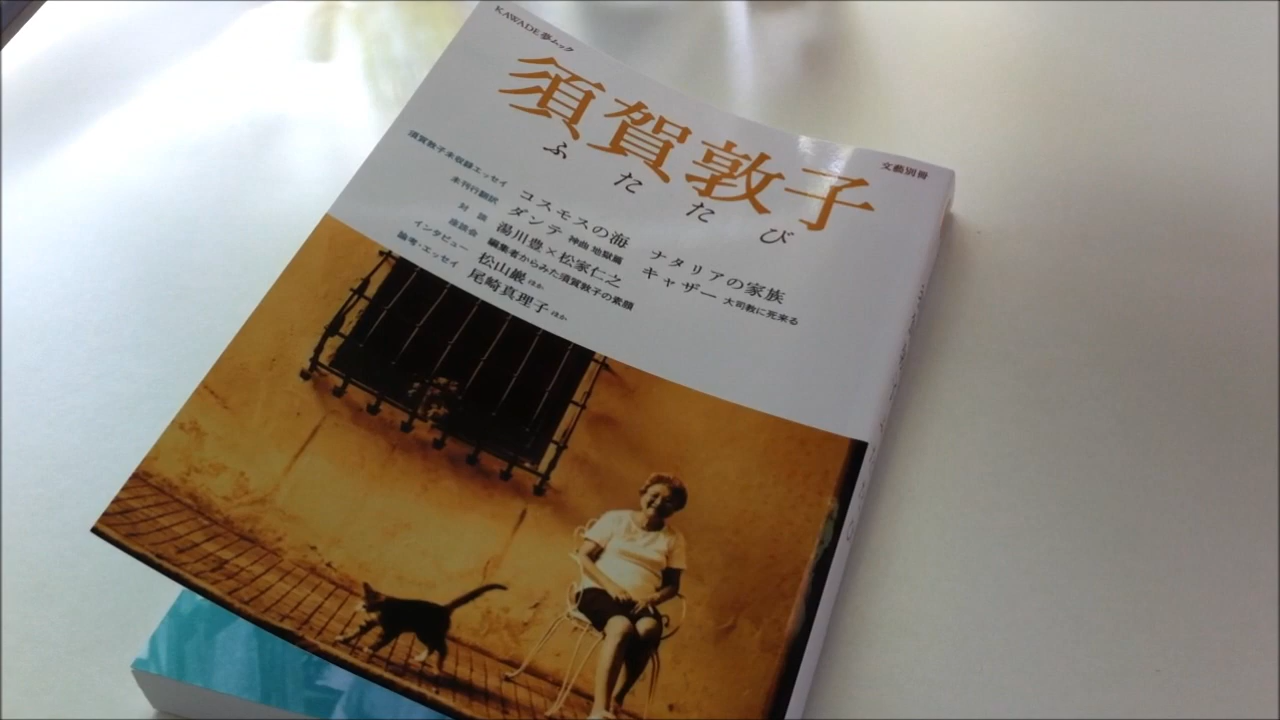 KAWADE夢ムック
文藝別冊
須賀敦子
ふたたび
須賀敦子未収録エッセイ コスモスの海 ナタリアの家族
未刊行翻訳 ダンテ 神曲 地獄篇 キャザー 大司教に死来る
対談 湯川豊×松家仁之
座談会 編集者からみた須賀敦子の素顔
インタビュー 松山巖 ほか
論考・エッセイ 尾崎真理子 ほか